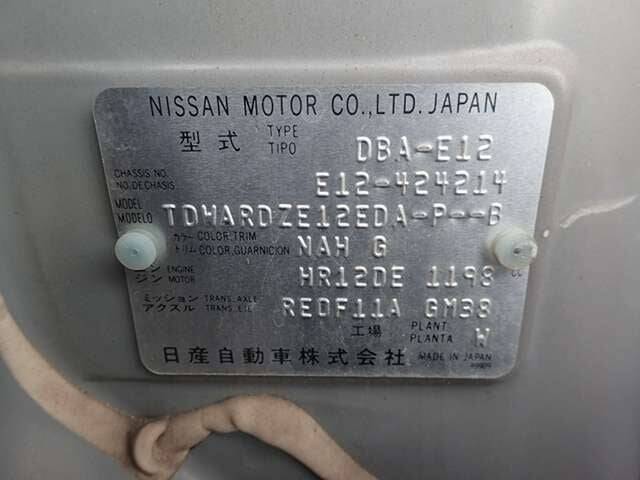 NISSAN MOTOR CO.,LTD. JAPAN
型式 TYPE TIPO DBA-E12
CHASSIS NO. NO.DE CHASIS E12-424214
MODEL MODELO TDWARDZE12EDA-P--B
カラー COLOR,TRIM
トリム COLOR,GUARNICION NAH G
ン ENGINE
ジン MOTOR HR12DE 1198 cc
ミッション TRANS. AXLE
アクスル TRANS.EJE RE0F11A GM38
工場 PLANT PLANTA W
日産自動車株式会社 MADE IN JAPAN